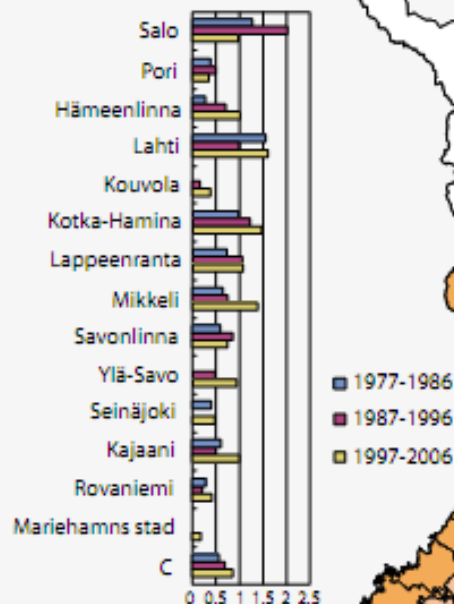 Salo
Pori
Hämeenlinna
Lahti
Kouvola
Kotka-Hamina
Lappeenranta
Mikkeli
Savonlinna
Ylä-Savo
Seinäjoki
Kajaani
Rovaniemi
Mariehamns stad
C
0 0.5 1 1.5 2 2.5
1977-1986
1987-1996
1997-2006